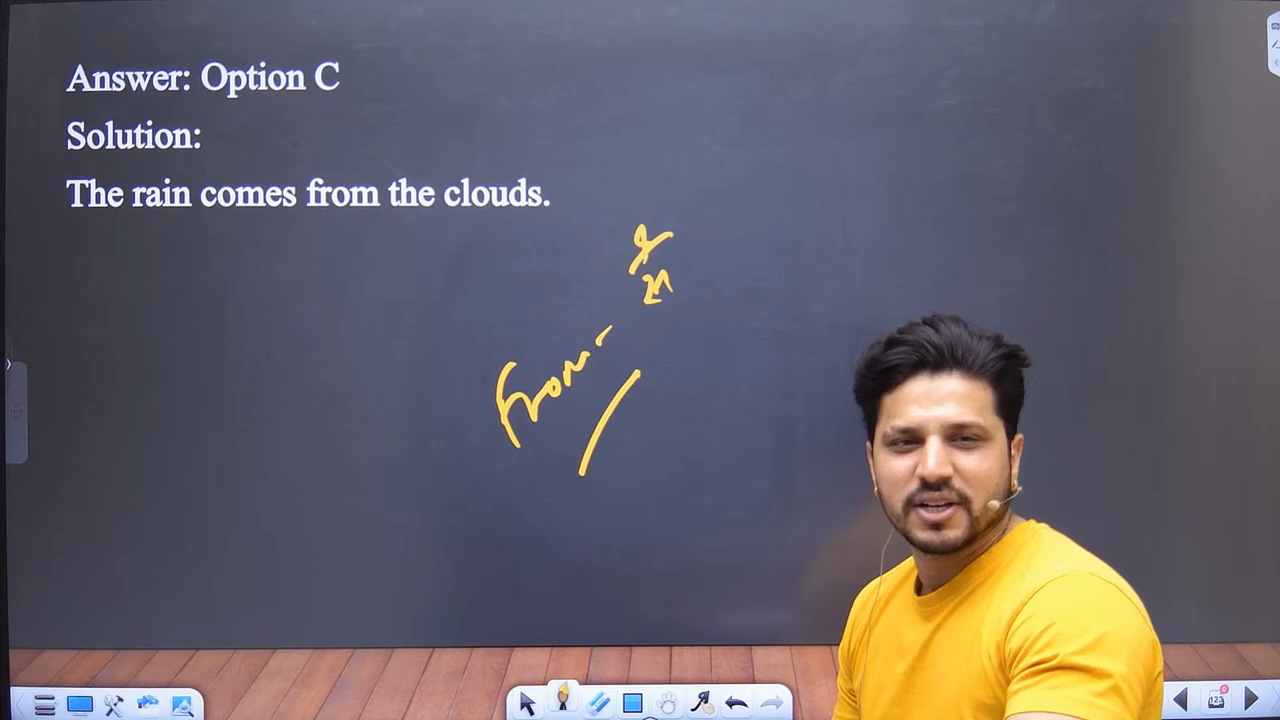 Answer: Option C
Solution:
The rain comes from the clouds.
From